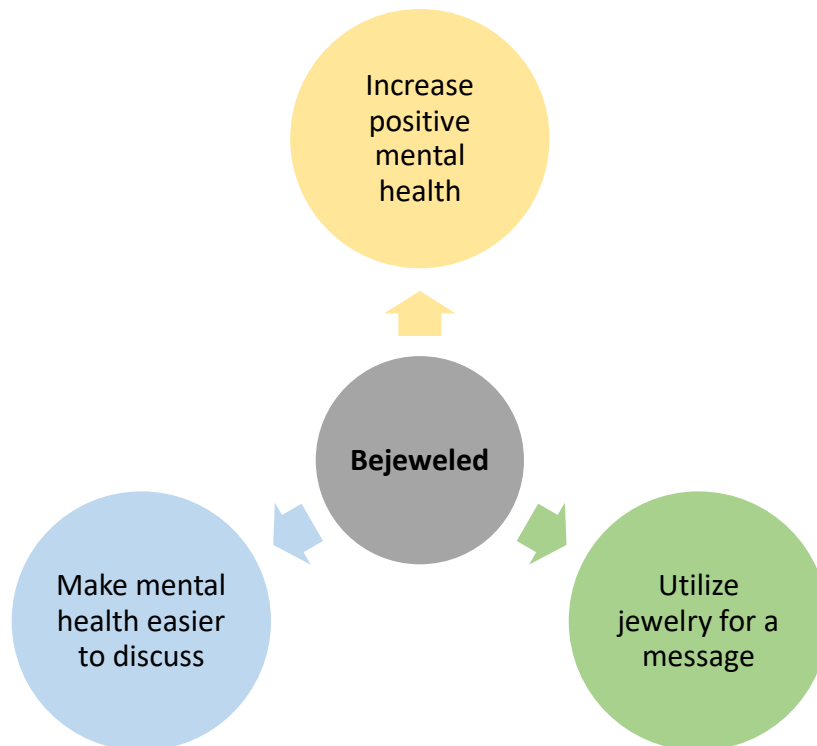 Increase
positive
mental
health
Bejeweled
Make mental
health easier
to discuss
Utilize
jewelry for a
message